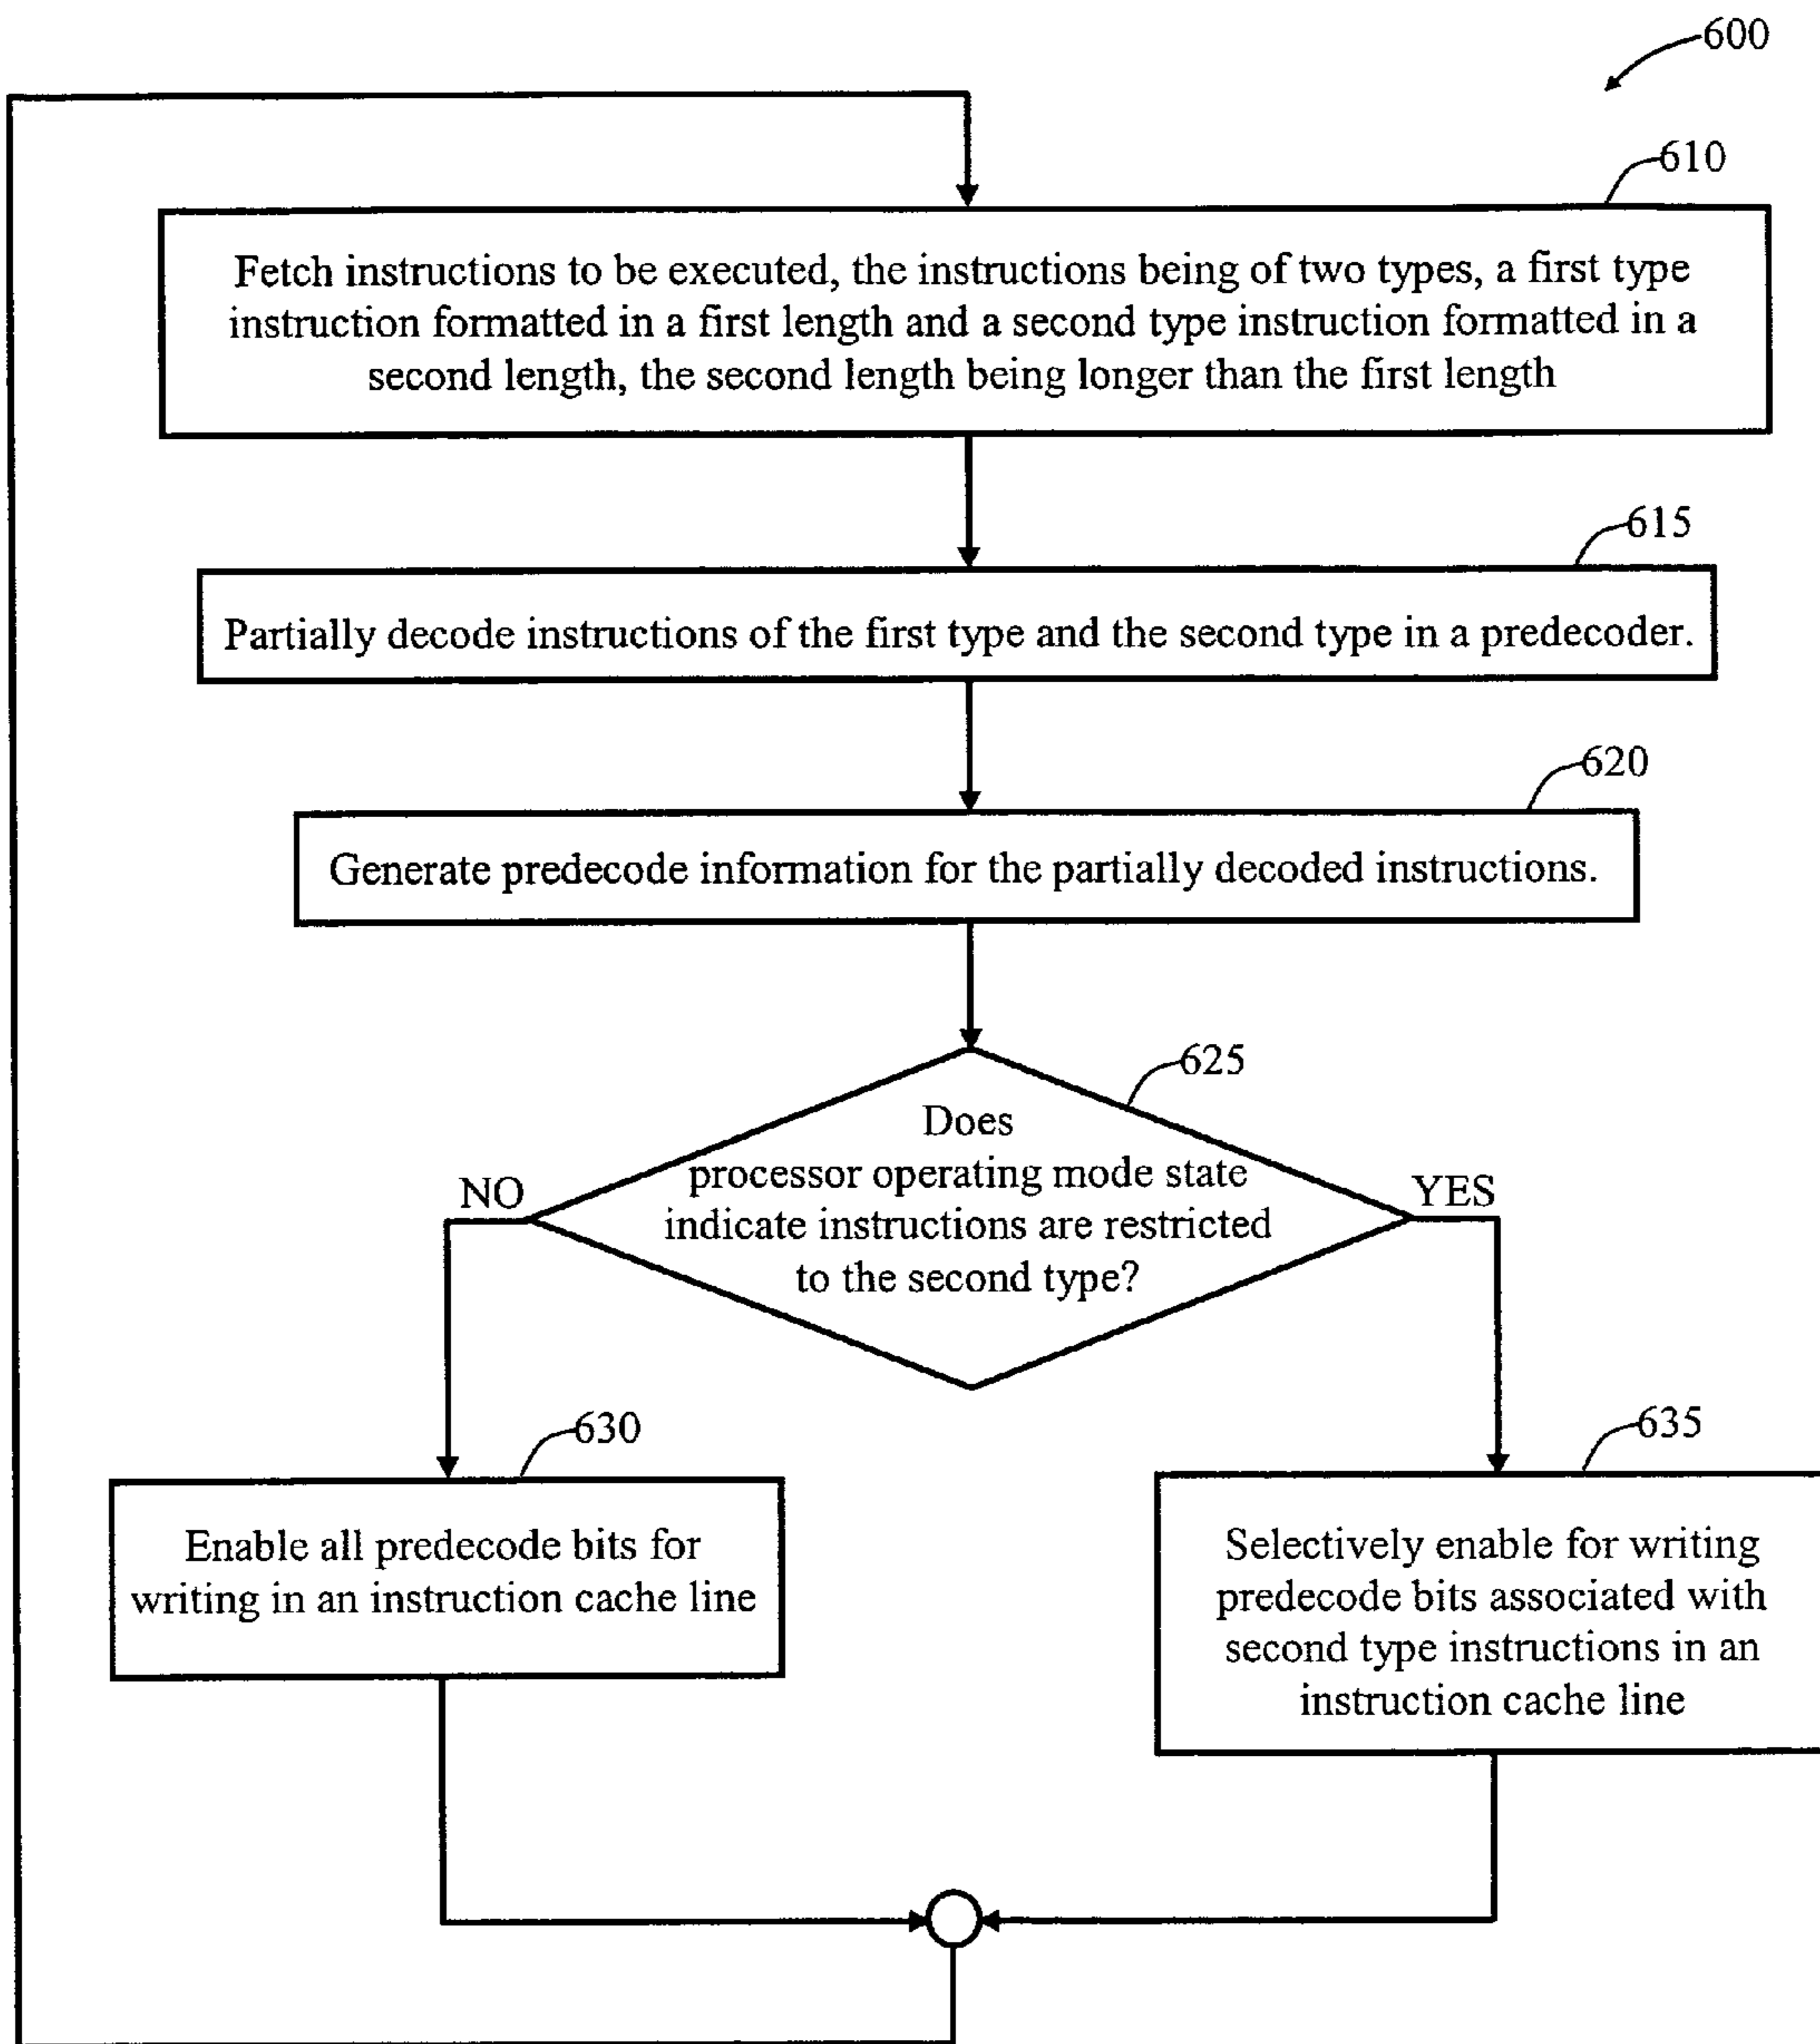 600
610
Fetch instructions to be executed, the instructions being of two types, a first type
instruction formatted in a first length and a second type instruction formatted in a
second length, the second length being longer than the first length
615
Partially decode instructions of the first type and the second type in a predecoder.
620
Generate predecode information for the partially decoded instructions.
625
Does
processor operating mode state
indicate instructions are restricted
to the second type?
NO
YES
630
Enable all predecode bits for
writing in an instruction cache line
635
Selectively enable for writing
predecode bits associated with
second type instructions in an
instruction cache line